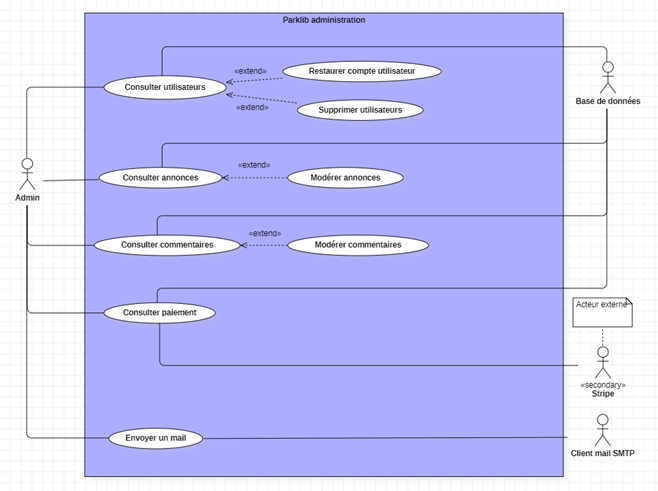 Parklib administration
«extend»
Restaurer compte utilisateur
Consulter utilisateurs
Base de données
«extend»
Supprimer utilisateurs
«extend»
Consulter annonces
Modérer annonces
Admin
«extend»
Consulter commentaires
Modérer commentaires
Acteur externe
Consulter paiement
«secondary»
Stripe
Envoyer un mail
Client mail SMTP